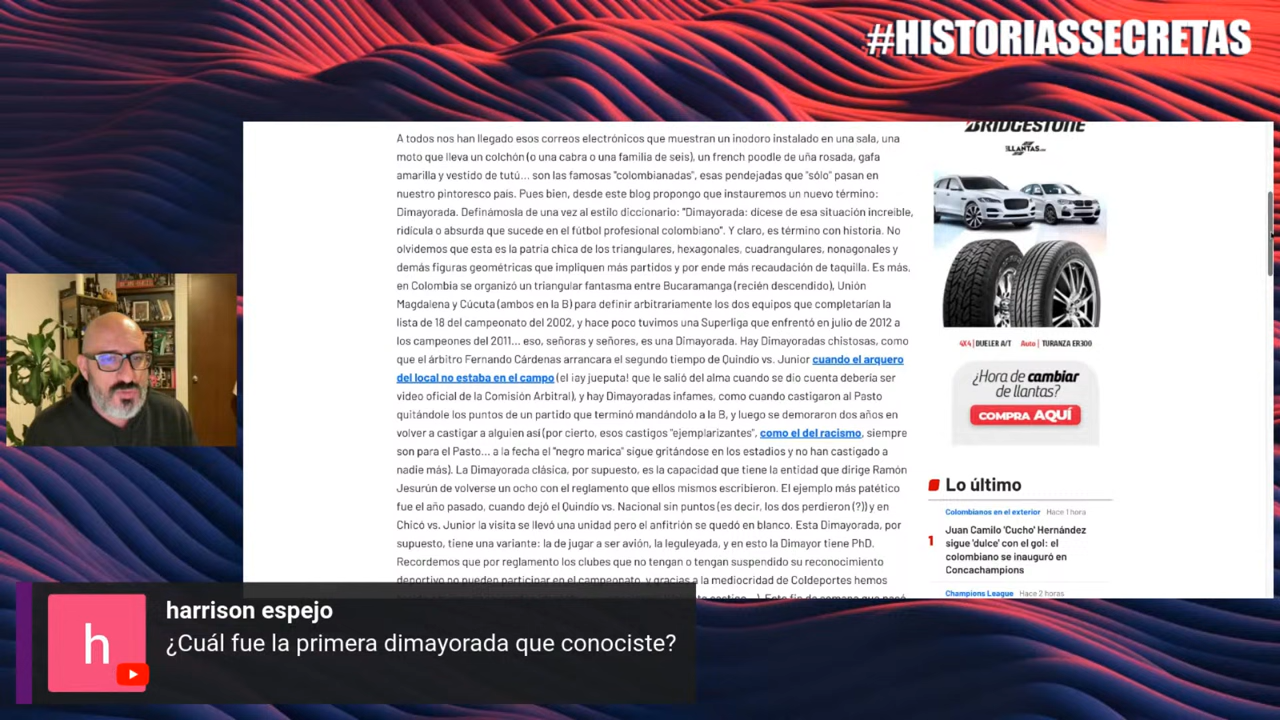 #HISTORIASSECRETAS
BRIDGESTONE
LLANTAS.com
A todos nos han llegado esos correos electrónicos que muestran un inodoro instalado en una sala, una
moto que lleva un colchón (o una cabra o una familia de seis), un french poodle de uña rosada, gafa
amarilla y vestido de tutú... son las famosas "colombianadas", esas pendejadas que "sólo" pasan en
nuestro pintoresco país. Pues bien, desde este blog propongo que instauremos un nuevo término:
Dimayorada. Definámosla de una vez al estilo diccionario: "Dimayorada: dícese de esa situación increíble,
ridícula o absurda que sucede en el fútbol profesional colombiano". Y claro, es término con historia. No
olvidemos que esta es la patria chica de los triangulares, hexagonales, cuadrangulares, nonagonales y
demás figuras geométricas que impliquen más partidos y por ende más recaudación de taquilla. Es más,
en Colombia se organizó un triangular fantasma entre Bucaramanga (recién descendido), Unión
Magdalena y Cúcuta (ambos en la B) para definir arbitrariamente los dos equipos que completarían la
lista de 18 del campeonato del 2002, y hace poco tuvimos una Superliga que enfrentó en julio de 2012 a
los campeones del 2011... eso, señoras y señores, es una Dimayorada. Hay Dimayoradas chistosas, como
que el árbitro Fernando Cárdenas arrancara el segundo tiempo de Quindío vs. Junior cuando el arquero
del local no estaba en el campo (el ¡ay jueputa! que le salió del alma cuando se dio cuenta debería ser
video oficial de la Comisión Arbitral), y hay Dimayoradas infames, como cuando castigaron al Pasto
quitándole los puntos de un partido que terminó mandándolo a la B, y luego se demoraron dos años en
volver a castigar a alguien así (por cierto, esos castigos "ejemplarizantes", como el del racismo, siempre
son para el Pasto... a la fecha el "negro marica" sigue gritándose en los estadios y no han castigado a
nadie más). La Dimayorada clásica, por supuesto, es la capacidad que tiene la entidad que dirige Ramón
Jesurún de volverse un ocho con el reglamento que ellos mismos escribieron. El ejemplo más patético
fue el año pasado, cuando dejó el Quindío vs. Nacional sin puntos (es decir, los dos perdieron (?)) y en
Chicó vs. Junior la visita se llevó una unidad pero el anfitrión se quedó en blanco. Esta Dimayorada, por
supuesto, tiene una variante: la de jugar a ser avión, la leguleyada, y en esto la Dimayor tiene PhD.
Recordemos que por reglamento los clubes que no tengan o tengan suspendido su reconocimiento
deportivo no pueden participar en el campeonato, y gracias a la mediocridad de Coldeportes hemos
4X4 | DUELER A/T Auto | TURANZA ER300
¿Hora de cambiar
de llantas?
COMPRA AQUÍ
Lo último
Colombianos en el exterior Hace 1 hora
1
Juan Camilo 'Cucho' Hernández
sigue 'dulce' con el gol: el
colombiano se inauguró en
Concachampions
Champions League Hace 2 horas
h
harrison espejo
¿Cuál fue la primera dimayorada que conociste?